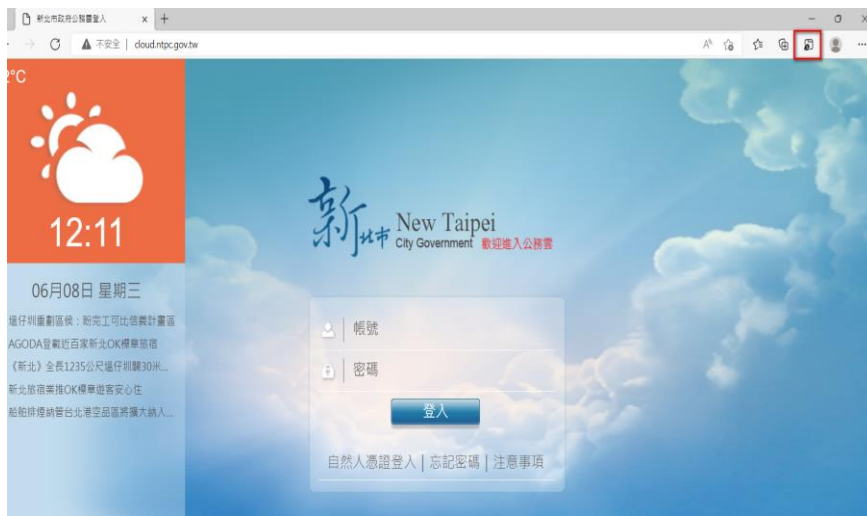 新北市政府公務雲登入
不安全 | cloud.ntpc.gov.tw
2°C
12:11
06月08日 星期三
塭仔圳重劃區侯：盼完工可比信義計畫區
AGODA登載近百家新北OK標章旅宿
《新北》全長1235公尺塭仔圳闢30米...
新北旅宿業推OK標章遊客安心住
船舶排煙納管台北港空品區將擴大納入...
新北市 New Taipei
City Government 歡迎進入公務雲
帳號
密碼
登入
自然人憑證登入 | 忘記密碼 | 注意事項